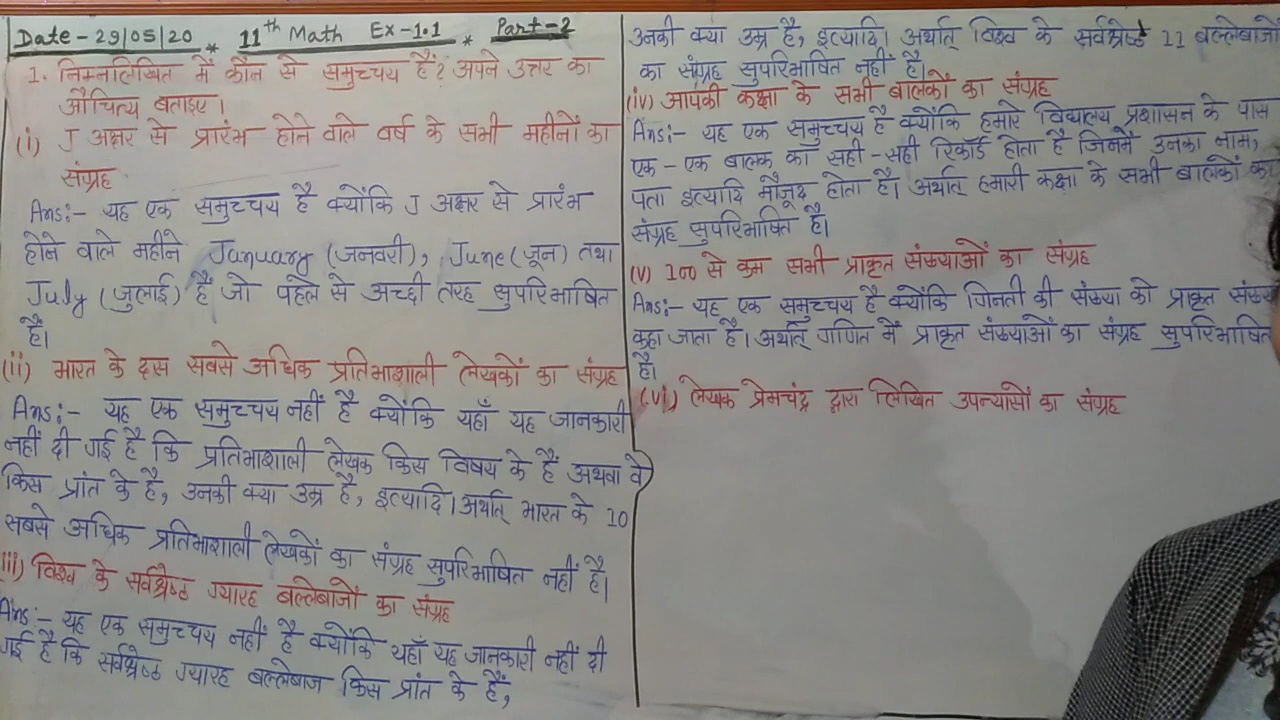 Date - 29/05/20 * 11th Math Ex-1.1 * Part-2
1. निम्नलिखित में कौन से समुच्चय हैं? अपने उत्तर का
औचित्य बताइए।
(i) J अक्षर से प्रारंभ होने वाले वर्ष के सभी महीनों का
संग्रह
Ans:- यह एक समुच्चय है क्योंकि J अक्षर से प्रारंभ
होने वाले महीने January (जनवरी), June (जून) तथा
July (जुलाई) हैं जो पहले से अच्छी तरह सुपरिभाषित
है।
(ii) भारत के दास सबसे अधिक प्रतिभाशाली लेखकों का संग्रह
Ans:- यह एक समुच्चय नहीं है क्योंकि यहाँ यह जानकारी
नहीं दी गई है कि प्रतिभाशाली लेखक किस विषय के हैं अथवा वे
किस प्रांत के है, उनकी क्या उम्र है, इत्यादि। अर्थात् भारत के 10
सबसे अधिक प्रतिभाशाली लेखकों का संग्रह सुपरिभाषित नहीं है।
(iii) विश्व के सर्वश्रेष्ठ ग्यारह बल्लेबाजों का संग्रह
Ans:- यह एक समुच्चय नहीं है क्योंकि यहाँ यह जानकारी नहीं दी
गई है कि सर्वश्रेष्ठ ग्यारह बल्लेबाज किस प्रांत के हैं,
उनकी क्या उम्र है, इत्यादि। अर्थात् विश्व के सर्वश्रेष्ठ 11 बल्लेबाजों
का संग्रह सुपरिभाषित नहीं है।
(iv) आपकी कक्षा के सभी बालकों का संग्रह
Ans:- यह एक समुच्चय है क्योंकि हमारे विद्यालय प्रशासन के पास
एक - एक बालक का सही - सही रिकॉर्ड होता है जिनमें उनका नाम,
पता इत्यादि मौजूद होता है। अर्थात् हमारी कक्षा के सभी बालकों का
संग्रह सुपरिभाषित है।
(v) 100 से कम सभी प्राकृत संख्याओं का संग्रह
Ans:- यह एक समुच्चय है क्योंकि गिनती की संख्या को प्राकृत संख्या
कहा जाता है। अर्थात् गणित में प्राकृत संख्याओं का संग्रह सुपरिभाषित
है।
(vi) लेखक प्रेमचंद्र द्वारा लिखित उपन्यासों का संग्रह